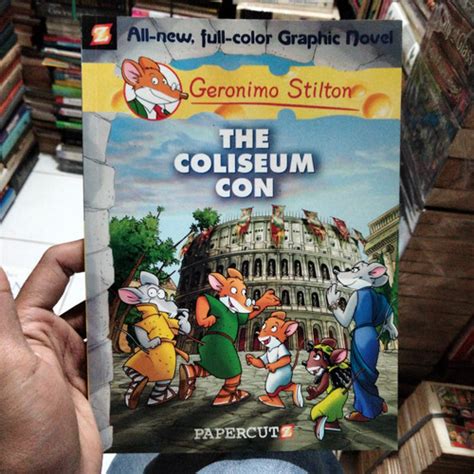 Z
All-new, full-color Graphic Novel
Geronimo Stilton
THE
COLISEUM
CON
PAPERCUTZ